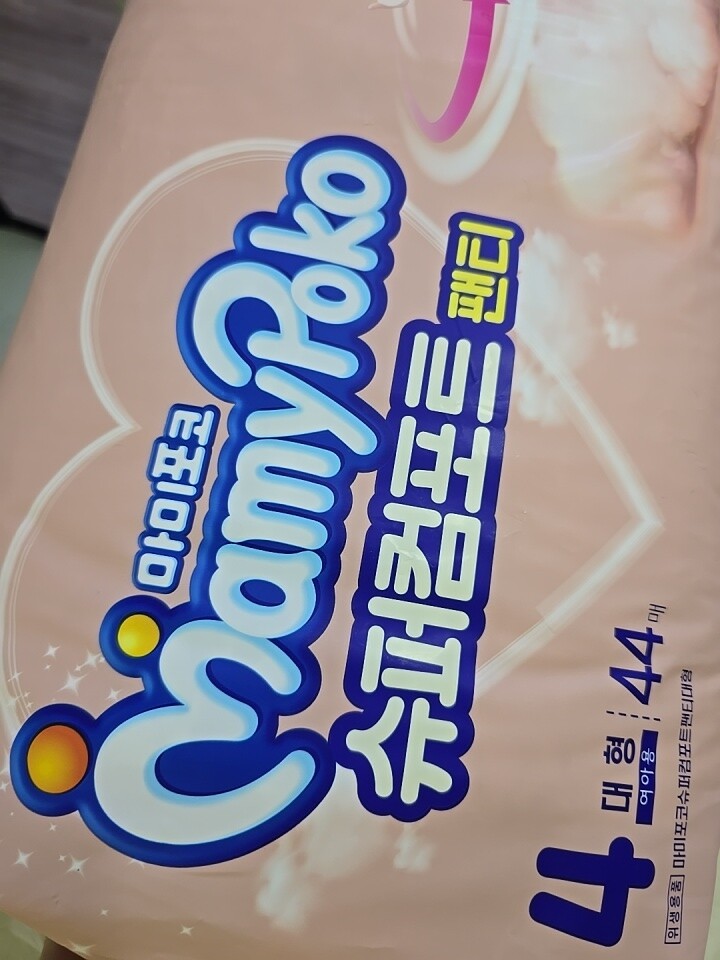 마미포코
MamyPoko
슈퍼컴포트 팬티
4 대형 44매
여아용
위생용품 마미포코슈퍼컴포트팬티대형